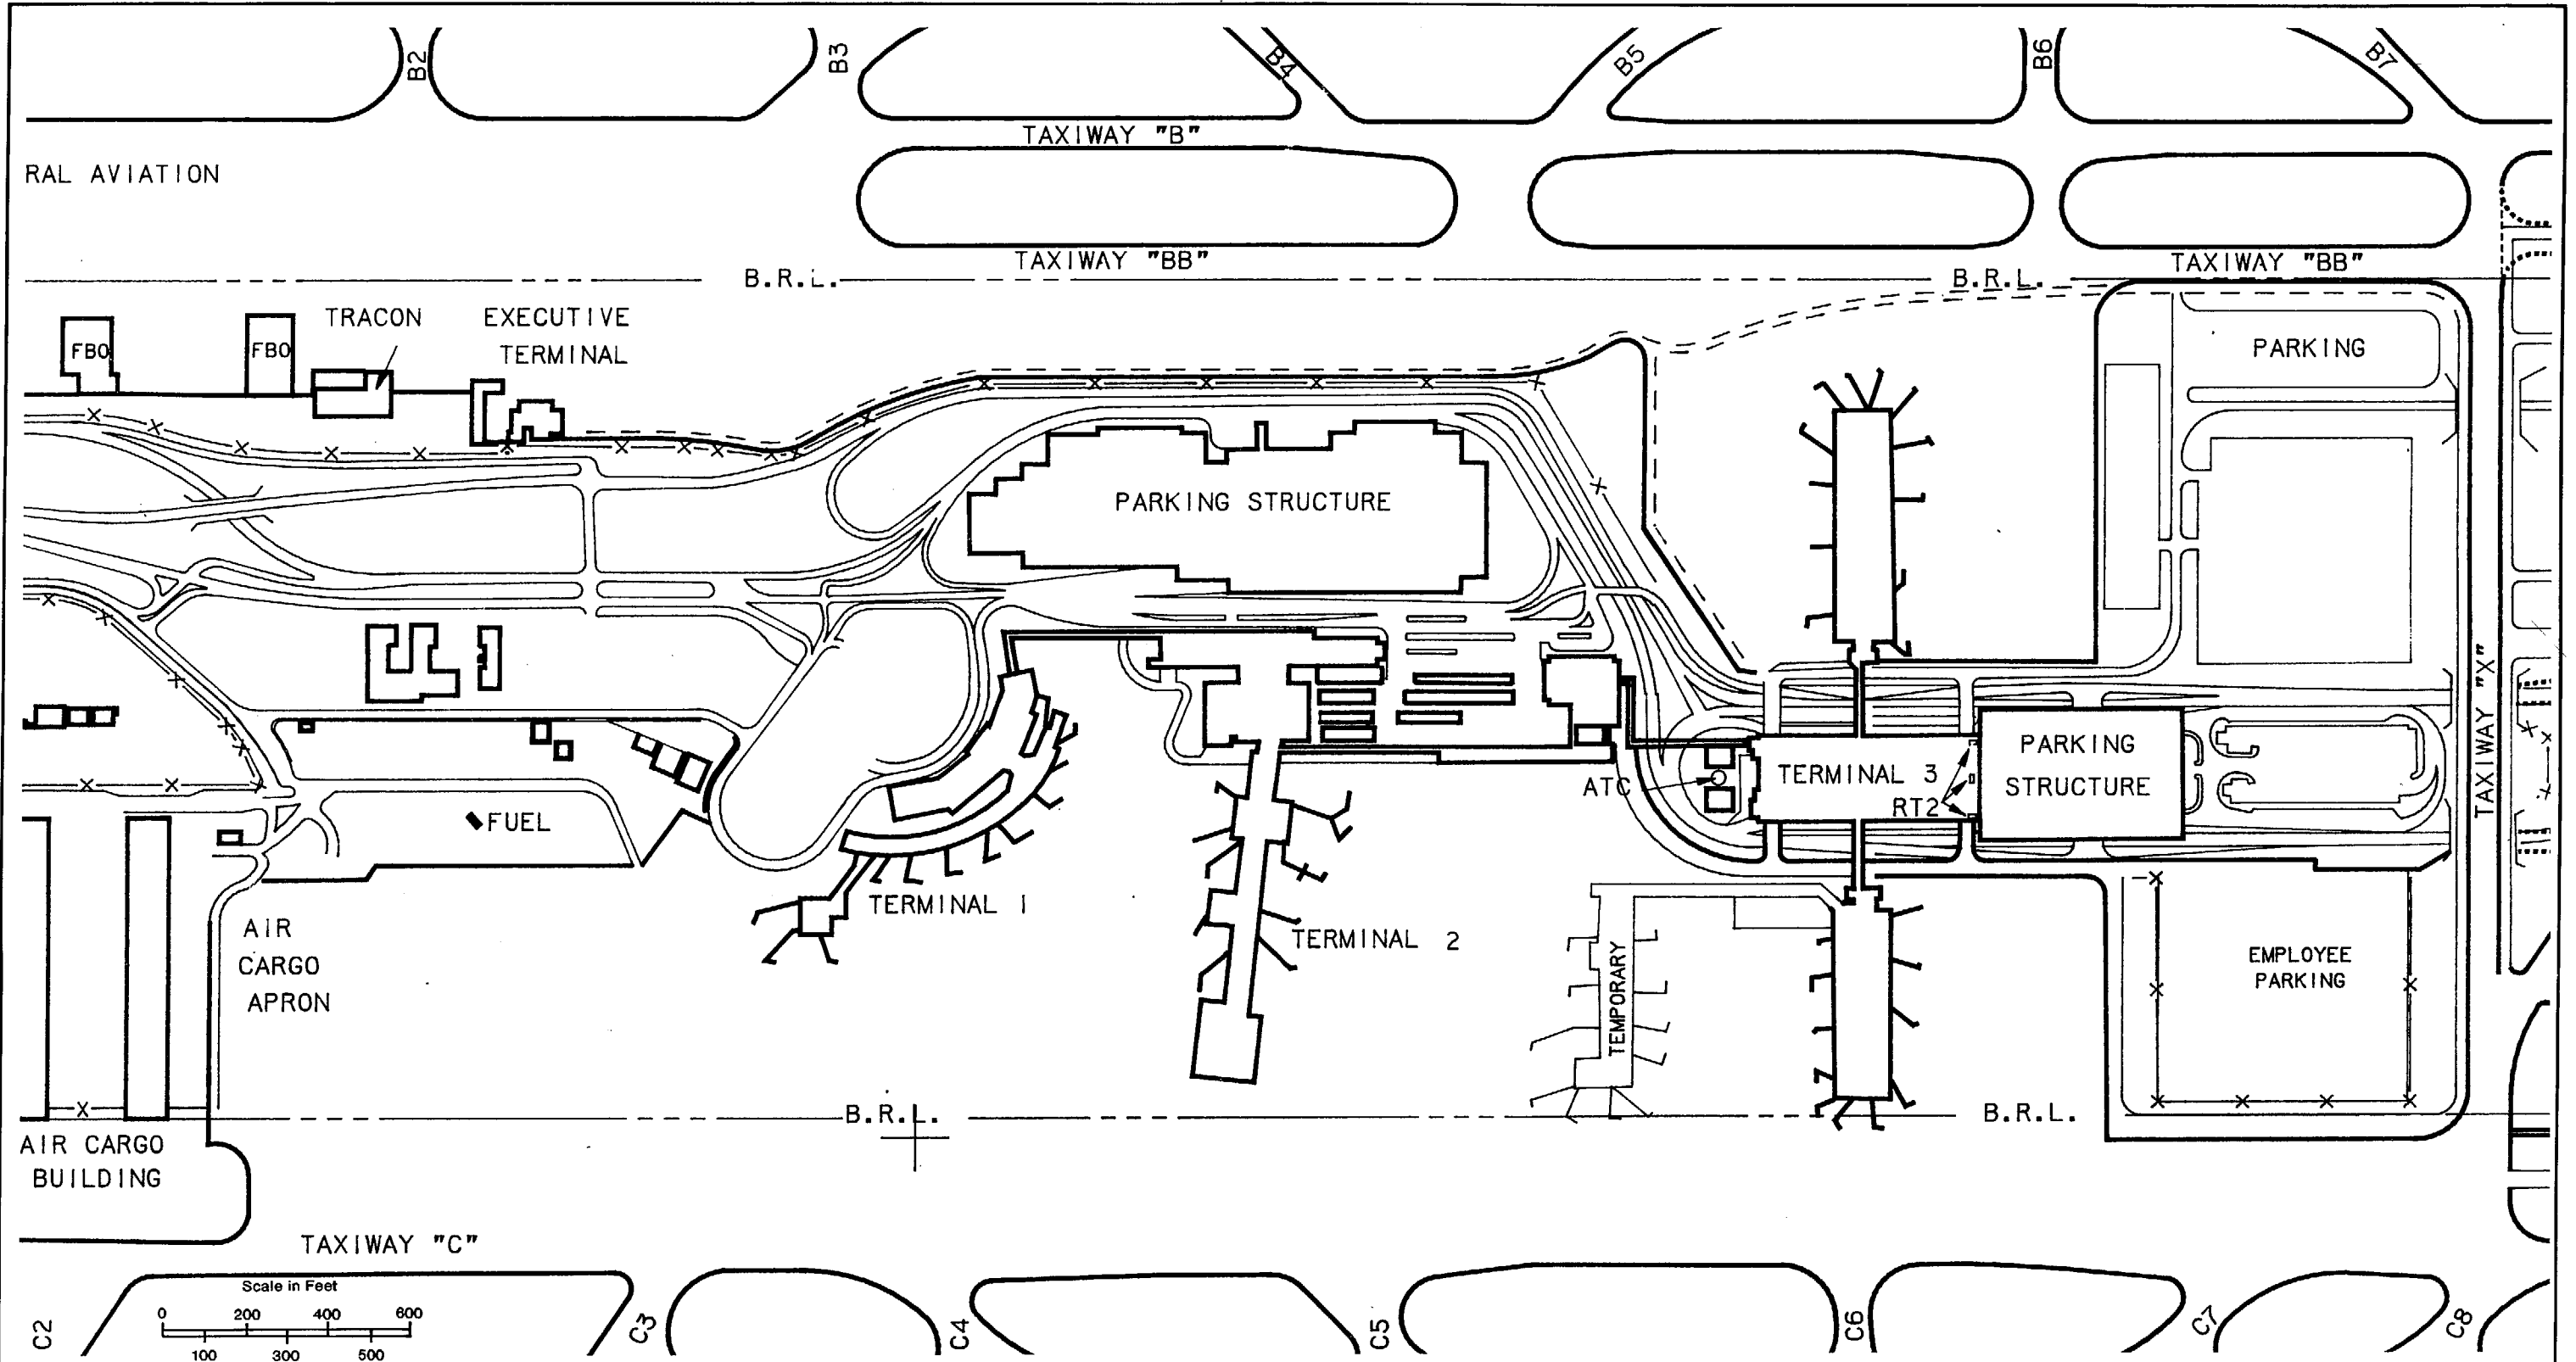 B2
B3
B4
B5
B6
B7
TAXIWAY "B"
RAL AVIATION
TAXIWAY "BB"
TAXIWAY "BB"
B.R.L.
B.R.L.
TRACON
EXECUTIVE
TERMINAL
FBO
FBO
PARKING
PARKING STRUCTURE
TAXIWAY "X"
PARKING
STRUCTURE
TERMINAL 3
ATC
RT2
FUEL
TERMINAL 1
TERMINAL 2
TEMPORARY
AIR
CARGO
APRON
EMPLOYEE
PARKING
B.R.L.
B.R.L.
AIR CARGO
BUILDING
TAXIWAY "C"
Scale in Feet
0 200 400 600
100 300 500
C2
C3
C4
C5
C6
C7
C8